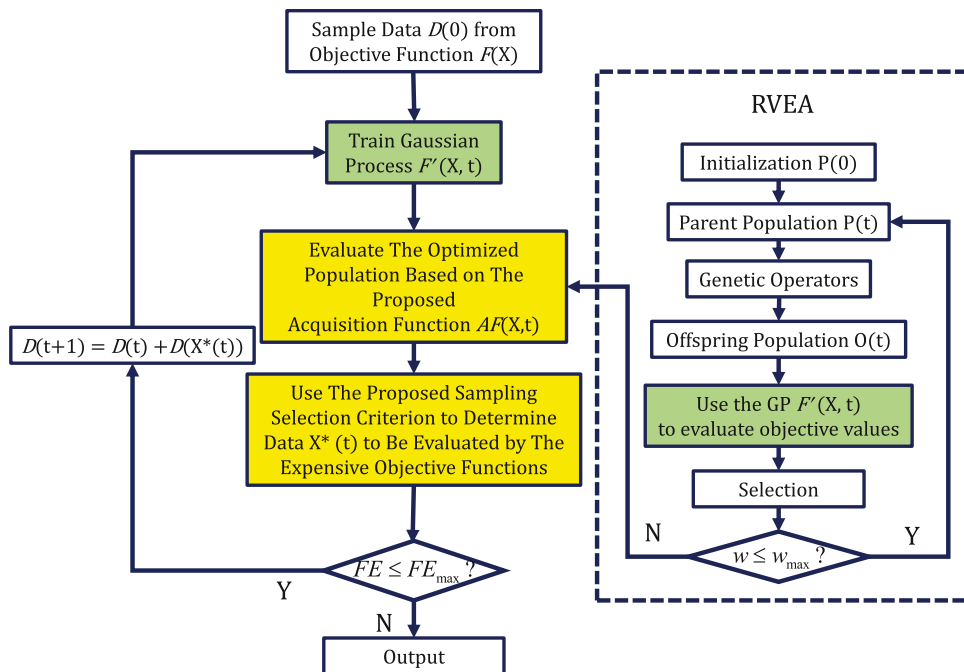 Sample Data D(0) from
Objective Function F(X)
Train Gaussian
Process F′(X, t)
Evaluate The Optimized
Population Based on The
Proposed
Acquisition Function AF(X,t)
D(t+1) = D(t) +D(X*(t))
Use The Proposed Sampling
Selection Criterion to Determine
Data X* (t) to Be Evaluated by The
Expensive Objective Functions
FE ≤ FEmax ?
Y
N
Output
RVEA
Initialization P(0)
Parent Population P(t)
Genetic Operators
Offspring Population O(t)
Use the GP F′(X, t)
to evaluate objective values
Selection
N
Y
w ≤ wmax ?